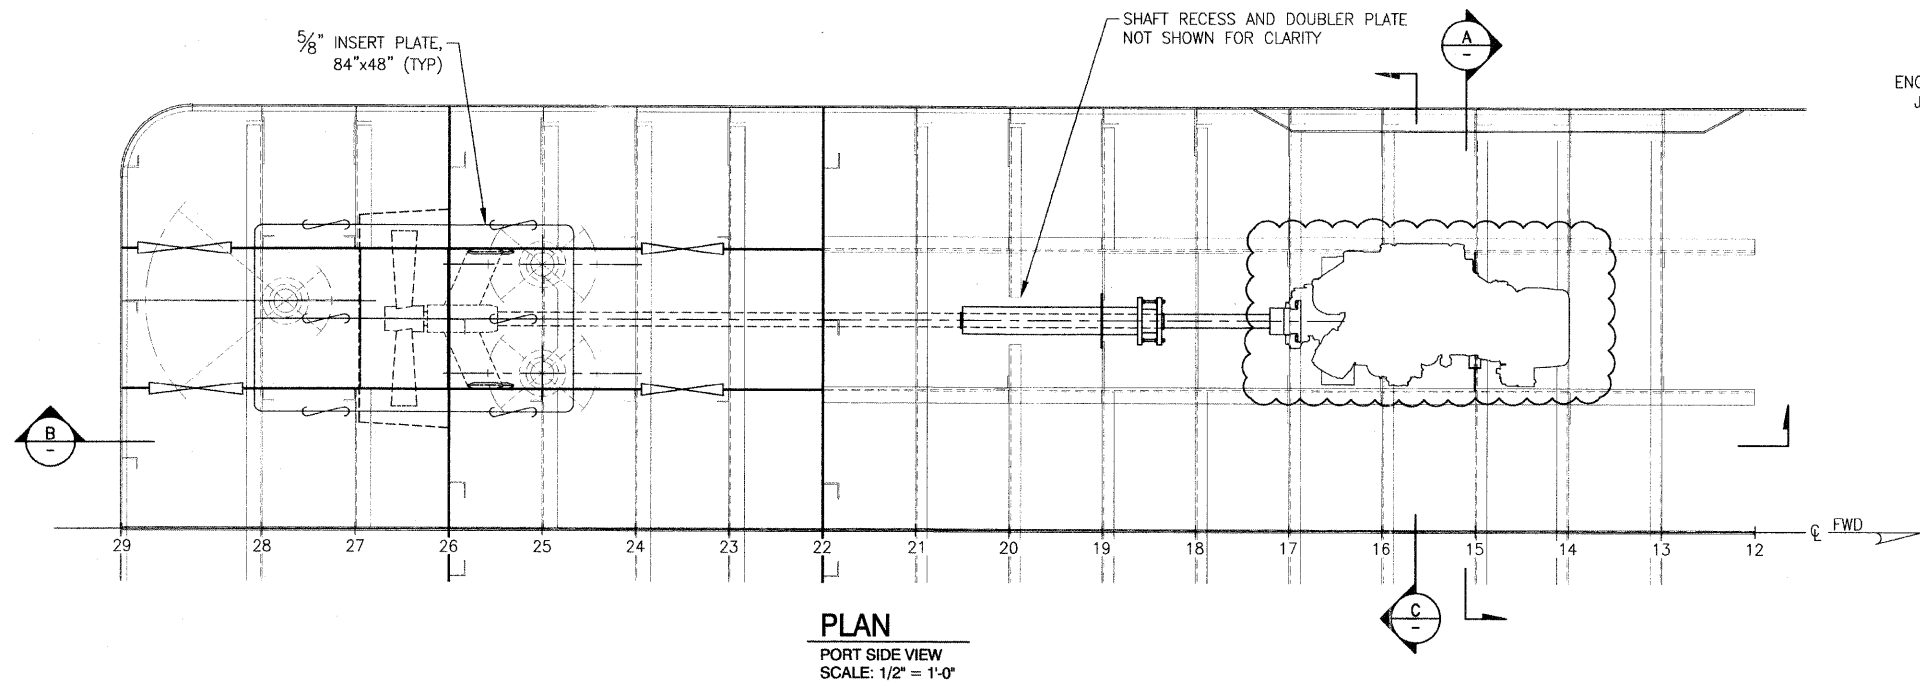 SHAFT RECESS AND DOUBLER PLATE
NOT SHOWN FOR CLARITY
5/8" INSERT PLATE,
84"x48" (TYP)
A
-
ENG
J
B
-
℄ FWD
29 28 27 26 25 24 23 22 21 20 19 18 17 16 15 14 13 12
C
-
PLAN
PORT SIDE VIEW
SCALE: 1/2" = 1'-0"